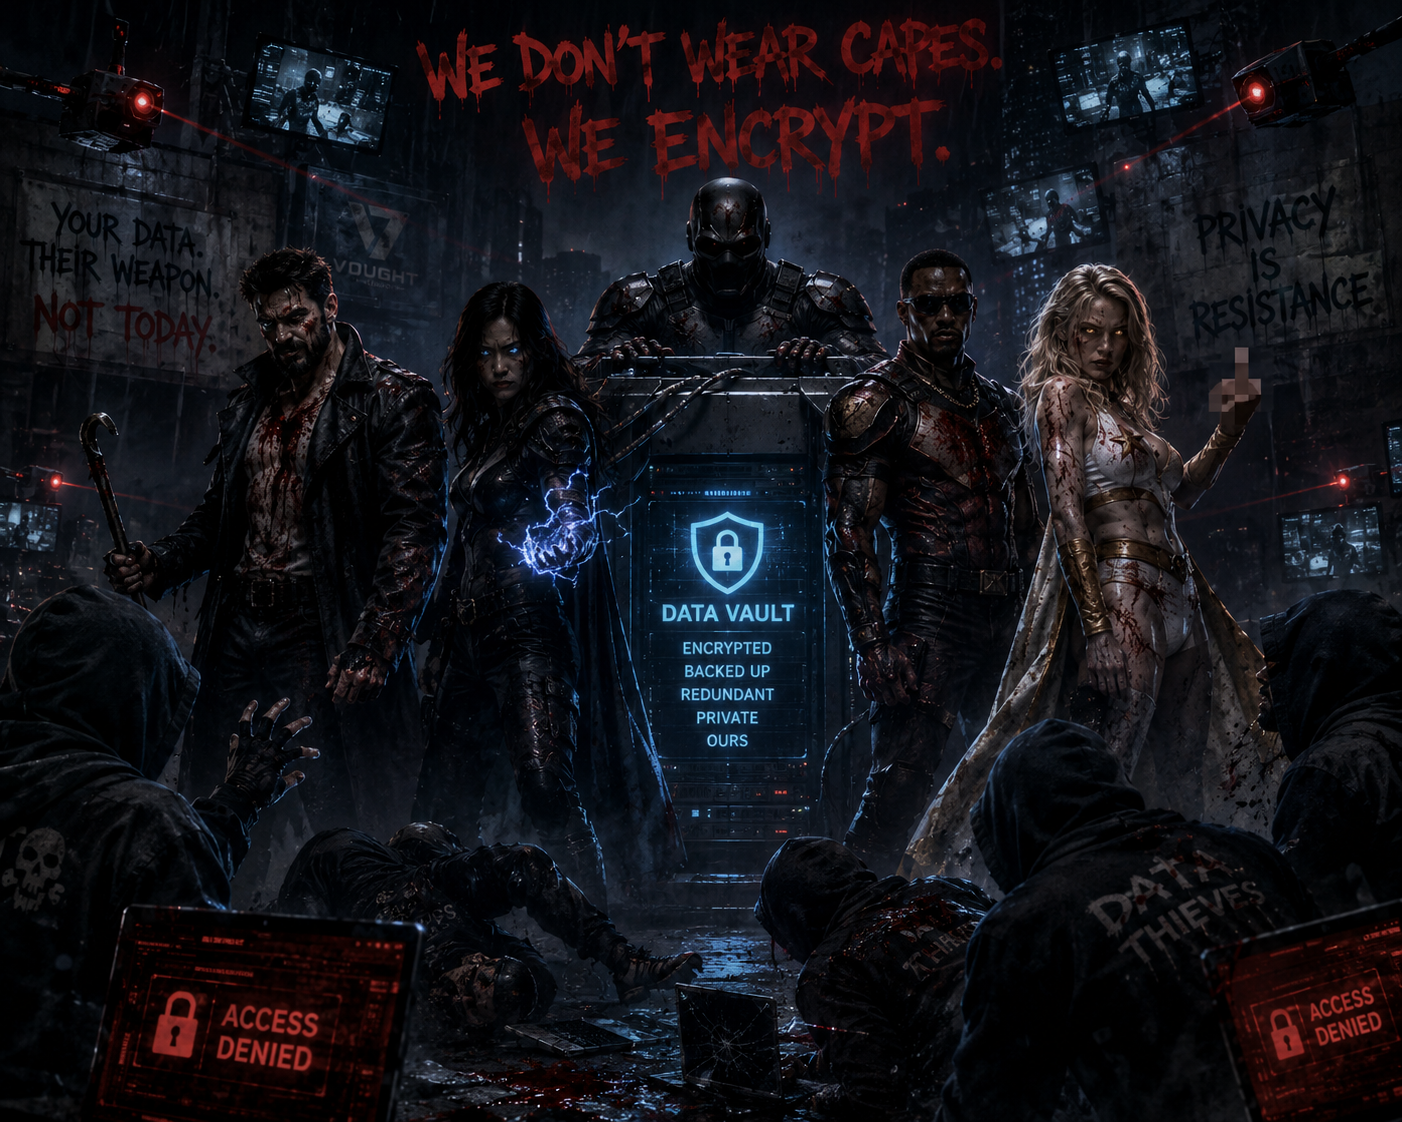 WE DON'T WEAR CAPES.
WE ENCRYPT.
YOUR DATA.
THEIR WEAPON.
NOT TODAY.
VOUGHT
PRIVACY
IS
RESISTANCE.
DATA VAULT
ENCRYPTED
BACKED UP
REDUNDANT
PRIVATE
OURS
DATA
THIEVES
ACCESS
DENIED
ACCESS
DENIED